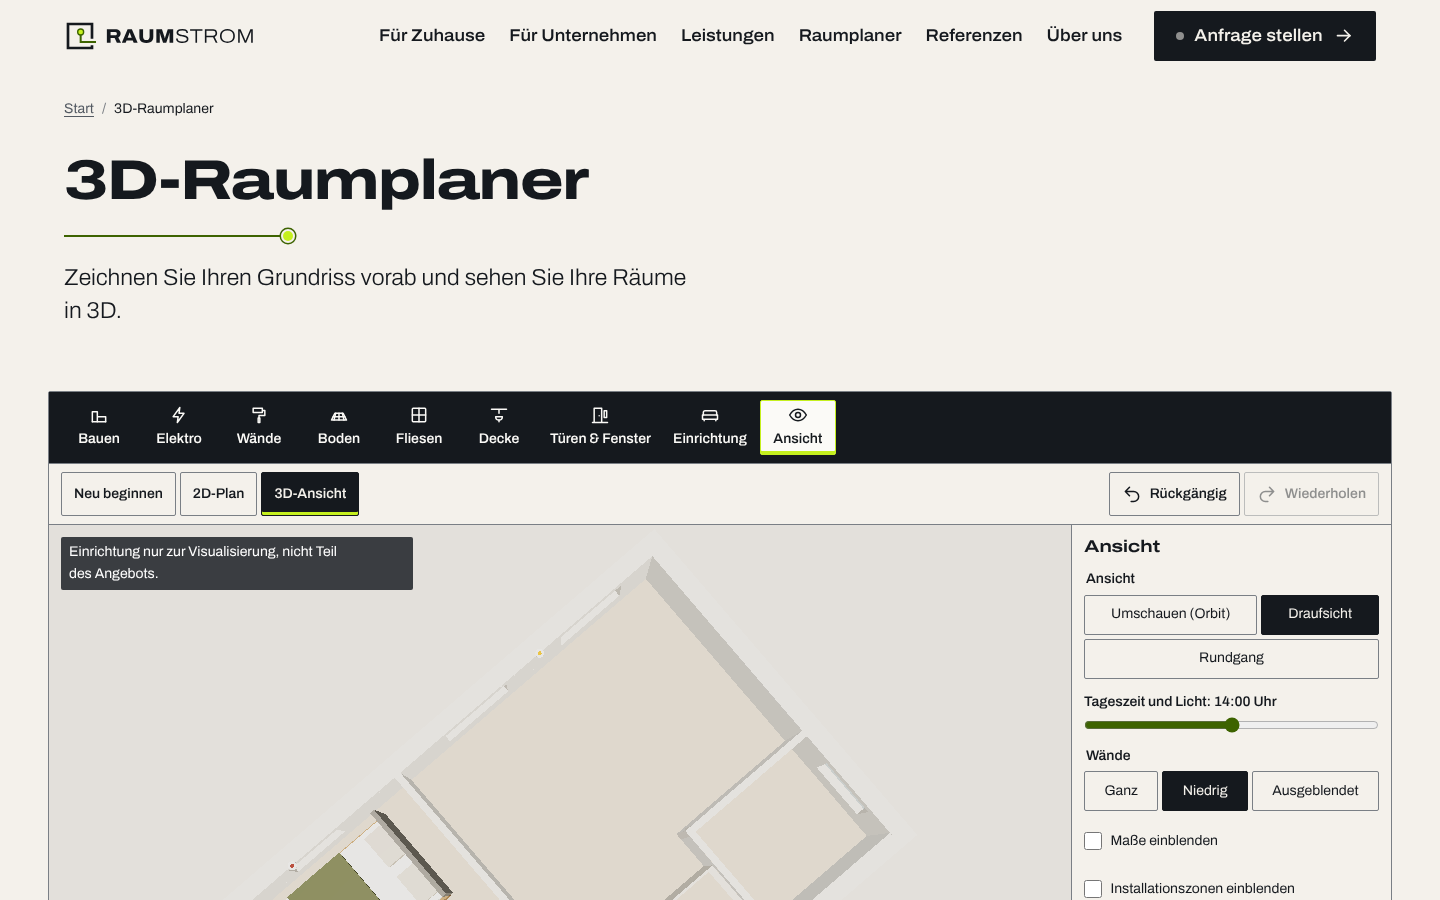 RAUMSTROM
Für Zuhause
Für Unternehmen
Leistungen
Raumplaner
Referenzen
Über uns
Anfrage stellen
Start / 3D-Raumplaner
3D-Raumplaner
Zeichnen Sie Ihren Grundriss vorab und sehen Sie Ihre Räume
in 3D.
Bauen
Elektro
Wände
Boden
Fliesen
Decke
Türen & Fenster
Einrichtung
Ansicht
Neu beginnen
2D-Plan
3D-Ansicht
Rückgängig
Wiederholen
Einrichtung nur zur Visualisierung, nicht Teil
des Angebots.
Ansicht
Ansicht
Umschauen (Orbit)
Draufsicht
Rundgang
Tageszeit und Licht: 14:00 Uhr
Wände
Ganz
Niedrig
Ausgeblendet
Maße einblenden
Installationszonen einblenden